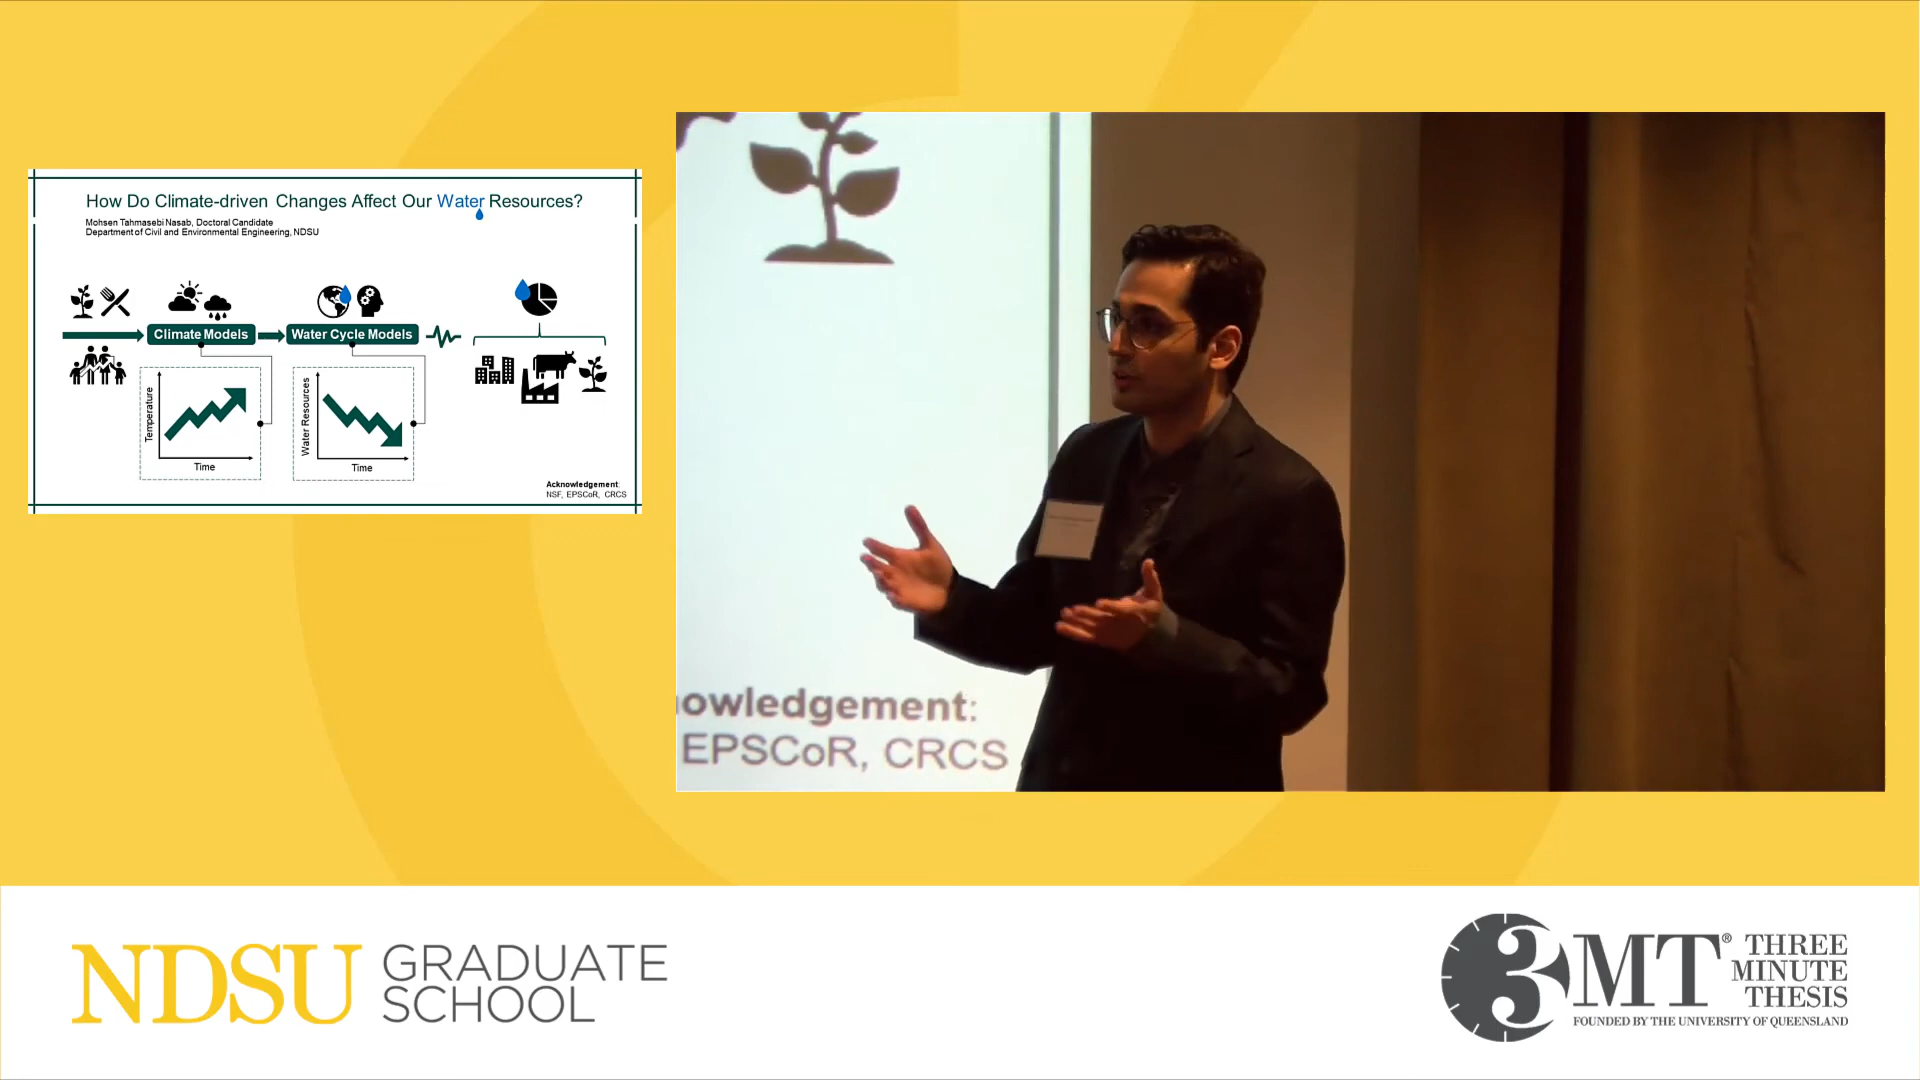 How Do Climate-driven Changes Affect Our Water Resources?
Mohsen Tahmasebi Nasab, Doctoral Candidate
Department of Civil and Environmental Engineering, NDSU
Climate Models
Water Cycle Models
Temperature
Time
Water Resources
Time
Acknowledgement:
NSF, EPSCoR, CRCS
owledgement:
EPSCoR, CRCS
NDSU
GRADUATE
SCHOOL
3MT®
THREE
MINUTE
THESIS
FOUNDED BY THE UNIVERSITY OF QUEENSLAND